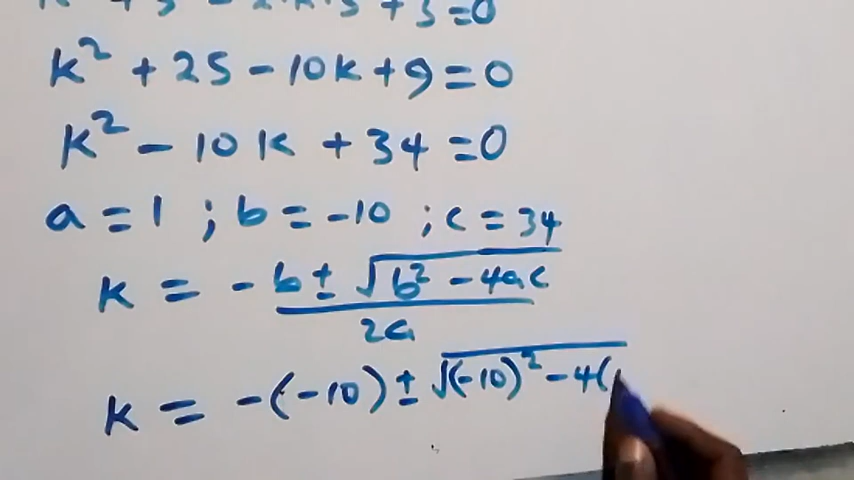 k² + 25 - 10k + 9 = 0
k² - 10k + 34 = 0
a = 1 ; b = -10 ; c = 34
k = -b ± √b² - 4ac / 2a
k = -(-10) ± √(-10)² - 4(